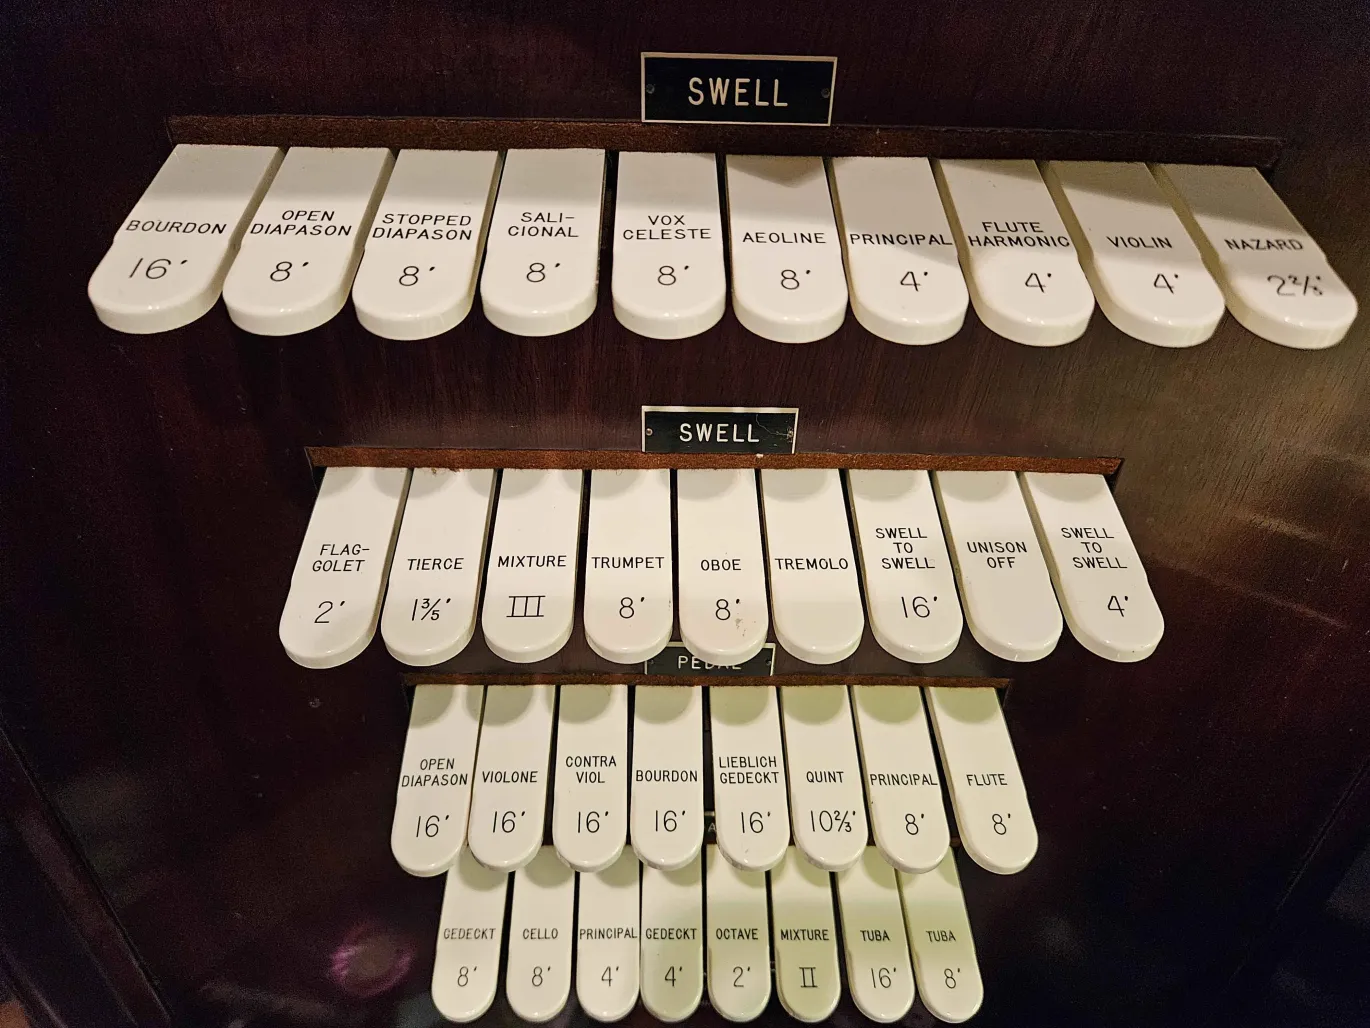 SWELL
BOURDON
16'
OPEN
DIAPASON
8'
STOPPED
DIAPASON
8'
SALI-
CIONAL
8'
VOX
CELESTE
8'
AEOLINE
8'
PRINCIPAL
4'
FLUTE
HARMONIC
4'
VIOLIN
4'
NAZARD
2⅔'
SWELL
FLAG-
GOLET
2'
TIERCE
1⅗'
MIXTURE
III
TRUMPET
8'
OBOE
8'
TREMOLO
SWELL
TO
SWELL
16'
UNISON
OFF
SWELL
TO
SWELL
4'
PEDAL
OPEN
DIAPASON
16'
VIOLONE
16'
CONTRA
VIOL
16'
BOURDON
16'
LIEBLICH
GEDECKT
16'
QUINT
10⅔'
PRINCIPAL
8'
FLUTE
8'
GEDECKT
8'
CELLO
8'
PRINCIPAL
4'
GEDECKT
4'
OCTAVE
2'
MIXTURE
II
TUBA
16'
TUBA
8'